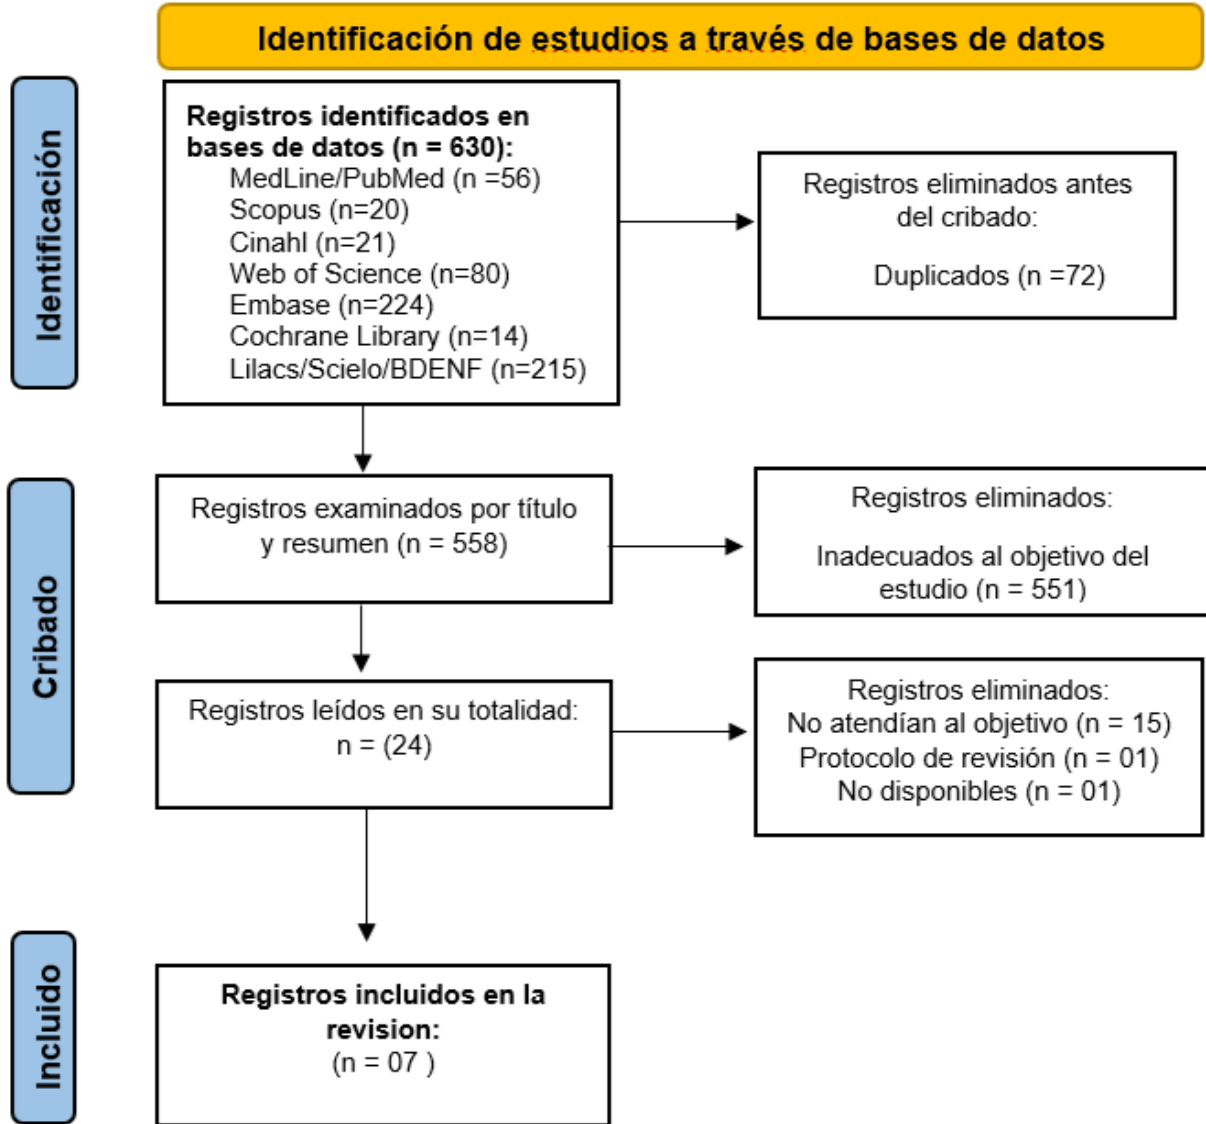 Identificación de estudios a través de bases de datos
Identificación
Registros identificados en
bases de datos (n = 630):
MedLine/PubMed (n =56)
Scopus (n=20)
Cinahl (n=21)
Web of Science (n=80)
Embase (n=224)
Cochrane Library (n=14)
Lilacs/Scielo/BDENF (n=215)
Registros eliminados antes
del cribado:
Duplicados (n =72)
Cribado
Registros examinados por título
y resumen (n = 558)
Registros eliminados:
Inadecuados al objetivo del
estudio (n = 551)
Registros leídos en su totalidad:
n = (24)
Registros eliminados:
No atendían al objetivo (n = 15)
Protocolo de revisión (n = 01)
No disponibles (n = 01)
Incluido
Registros incluidos en la
revision:
(n = 07 )